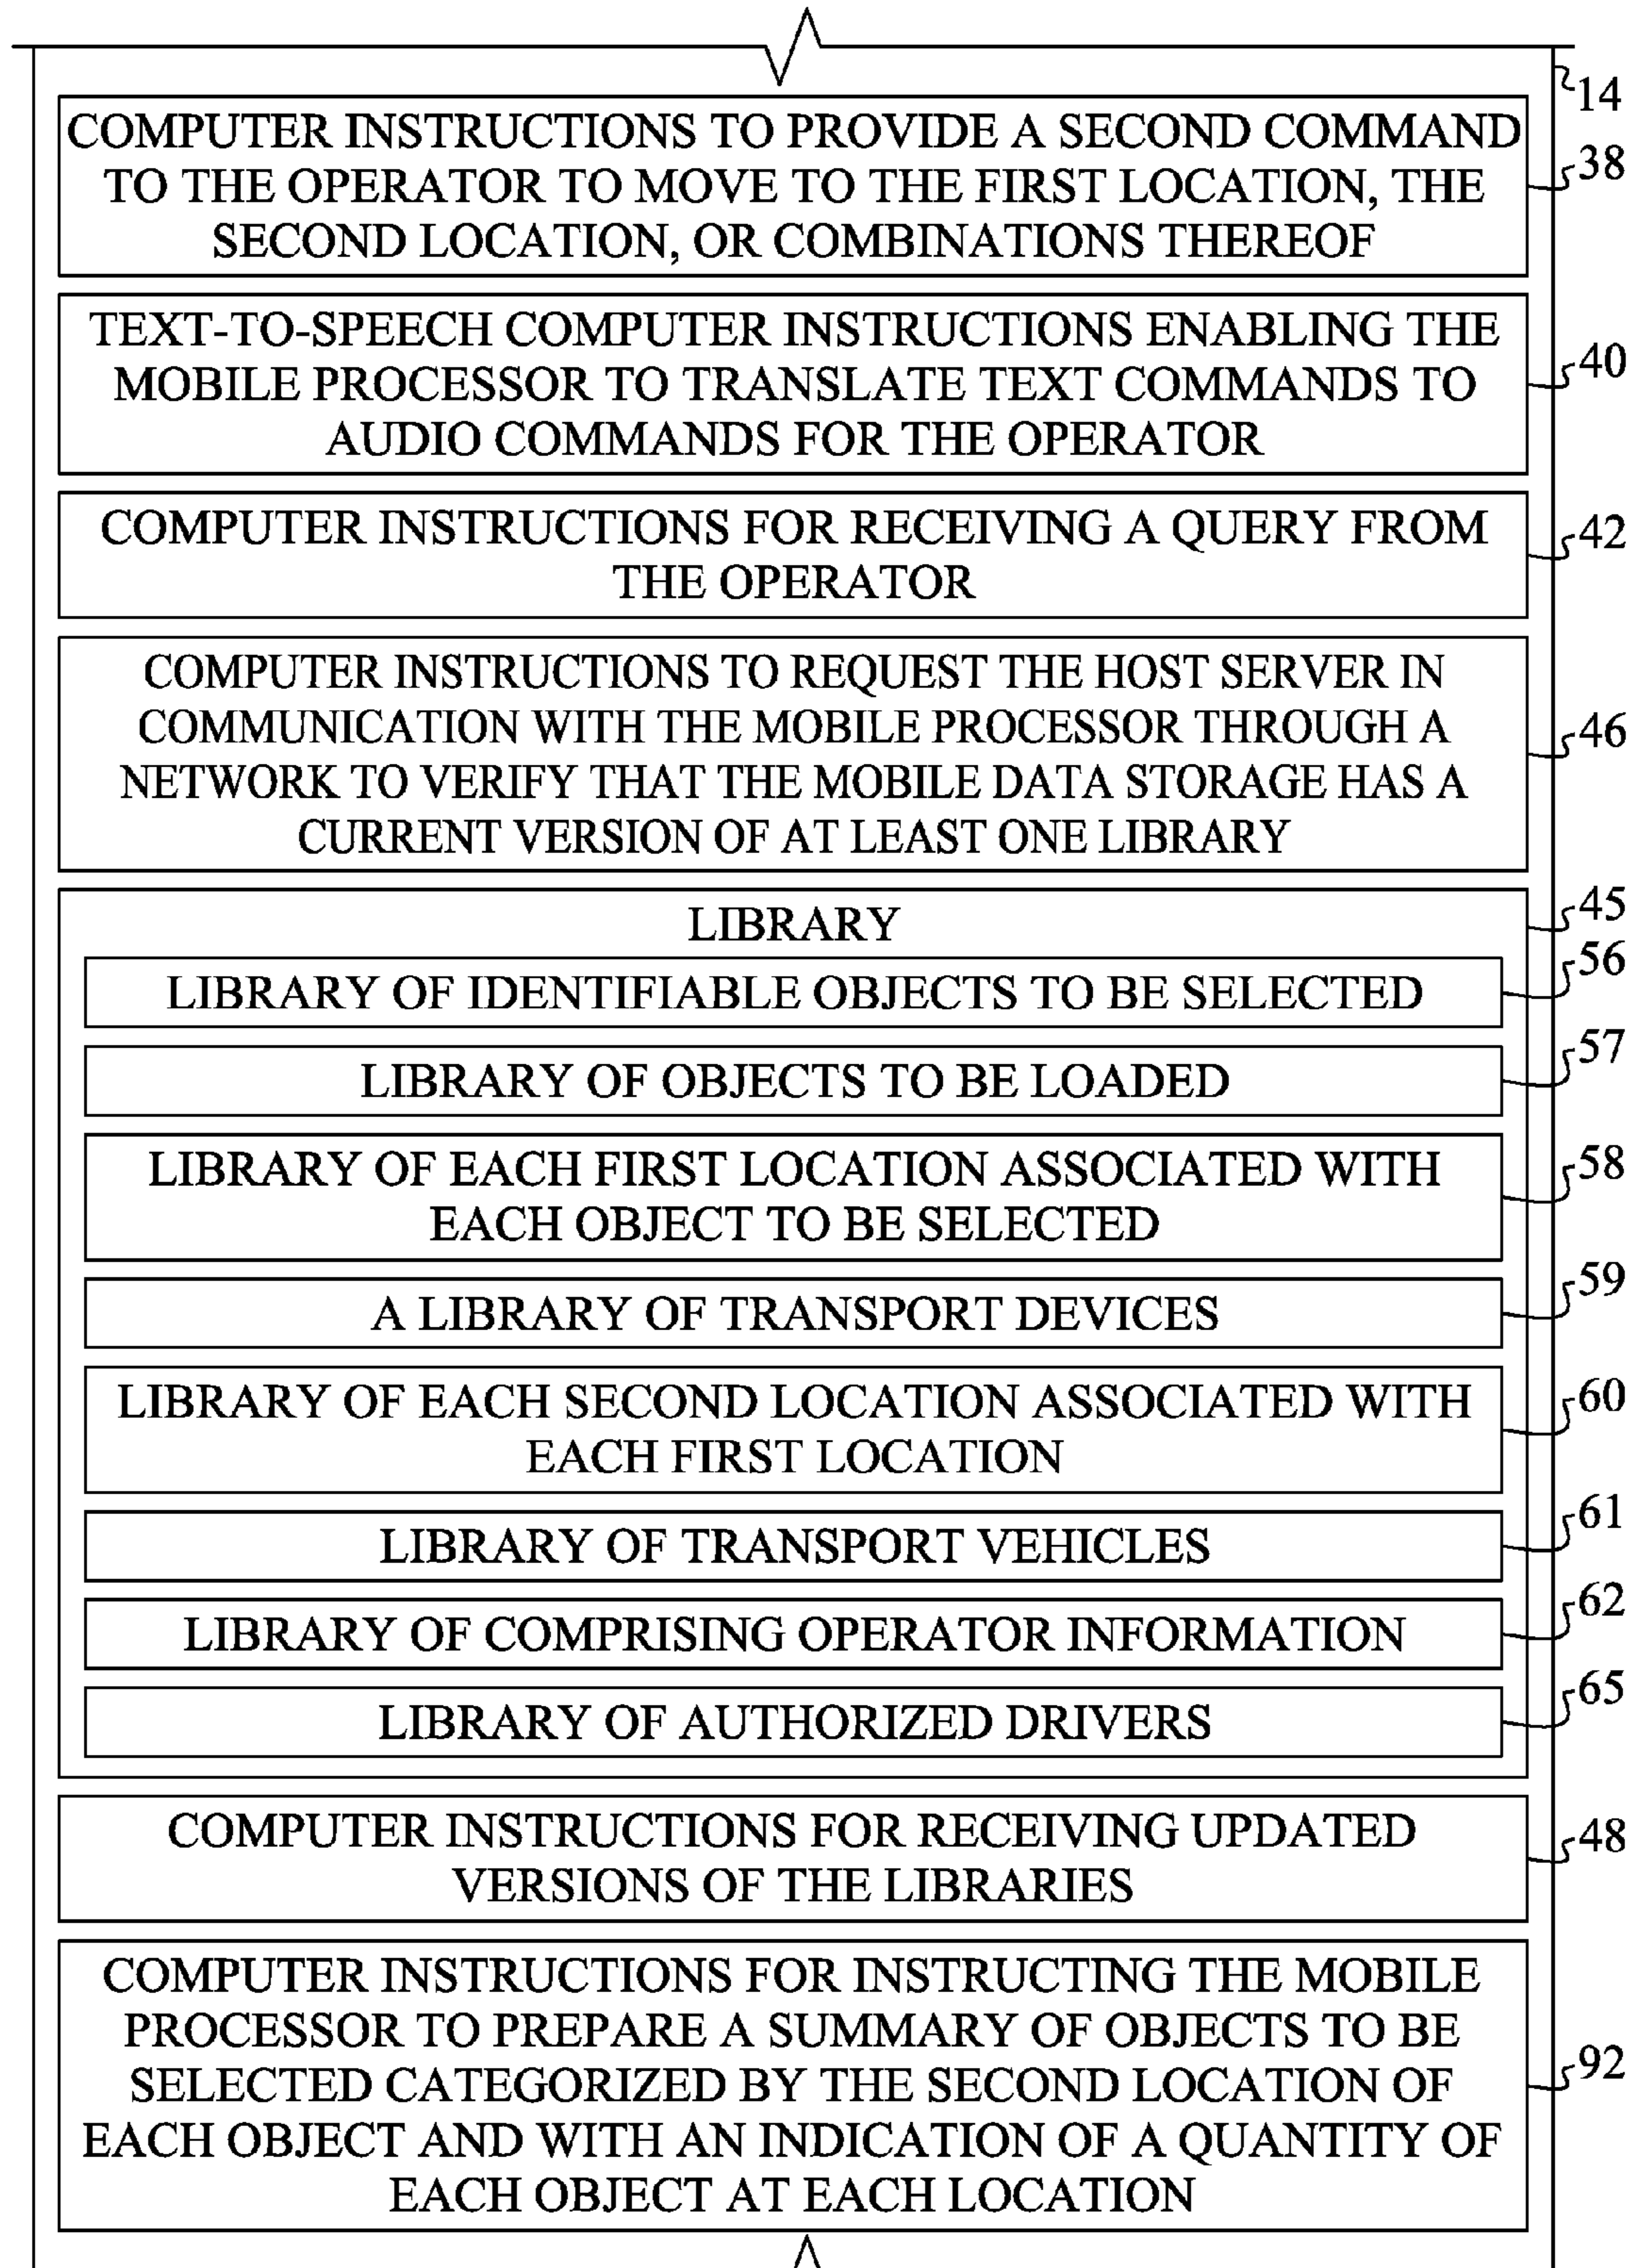 14
COMPUTER INSTRUCTIONS TO PROVIDE A SECOND COMMAND
TO THE OPERATOR TO MOVE TO THE FIRST LOCATION, THE
SECOND LOCATION, OR COMBINATIONS THEREOF
38
TEXT-TO-SPEECH COMPUTER INSTRUCTIONS ENABLING THE
MOBILE PROCESSOR TO TRANSLATE TEXT COMMANDS TO
AUDIO COMMANDS FOR THE OPERATOR
40
COMPUTER INSTRUCTIONS FOR RECEIVING A QUERY FROM
THE OPERATOR
42
COMPUTER INSTRUCTIONS TO REQUEST THE HOST SERVER IN
COMMUNICATION WITH THE MOBILE PROCESSOR THROUGH A
NETWORK TO VERIFY THAT THE MOBILE DATA STORAGE HAS A
CURRENT VERSION OF AT LEAST ONE LIBRARY
46
LIBRARY
45
LIBRARY OF IDENTIFIABLE OBJECTS TO BE SELECTED
56
LIBRARY OF OBJECTS TO BE LOADED
57
LIBRARY OF EACH FIRST LOCATION ASSOCIATED WITH
EACH OBJECT TO BE SELECTED
58
A LIBRARY OF TRANSPORT DEVICES
59
LIBRARY OF EACH SECOND LOCATION ASSOCIATED WITH
EACH FIRST LOCATION
60
LIBRARY OF TRANSPORT VEHICLES
61
LIBRARY OF COMPRISING OPERATOR INFORMATION
62
LIBRARY OF AUTHORIZED DRIVERS
65
COMPUTER INSTRUCTIONS FOR RECEIVING UPDATED
VERSIONS OF THE LIBRARIES
48
COMPUTER INSTRUCTIONS FOR INSTRUCTING THE MOBILE
PROCESSOR TO PREPARE A SUMMARY OF OBJECTS TO BE
SELECTED CATEGORIZED BY THE SECOND LOCATION OF
EACH OBJECT AND WITH AN INDICATION OF A QUANTITY OF
EACH OBJECT AT EACH LOCATION
92